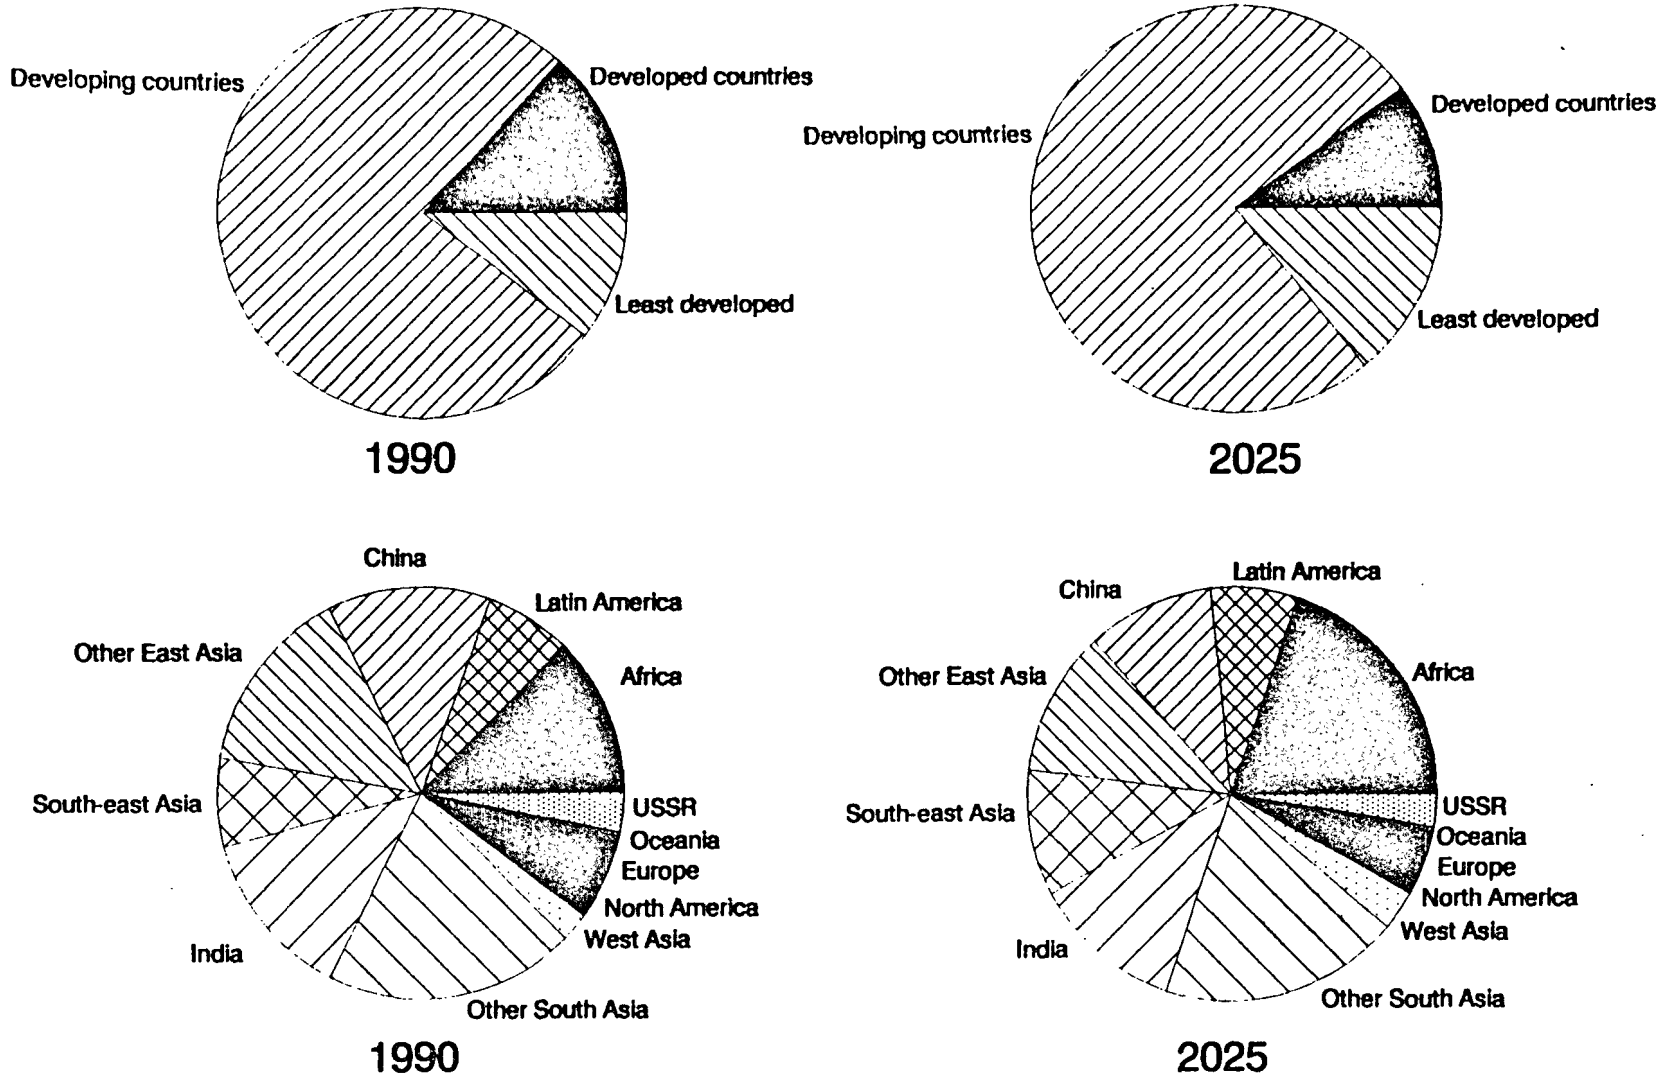 Developing countries
Developed countries
Least developed
1990
Developing countries
Developed countries
Least developed
2025
China
Latin America
Other East Asia
Africa
South-east Asia
USSR
Oceania
Europe
North America
West Asia
India
Other South Asia
1990
Latin America
China
Other East Asia
Africa
South-east Asia
USSR
Oceania
Europe
North America
West Asia
India
Other South Asia
2025